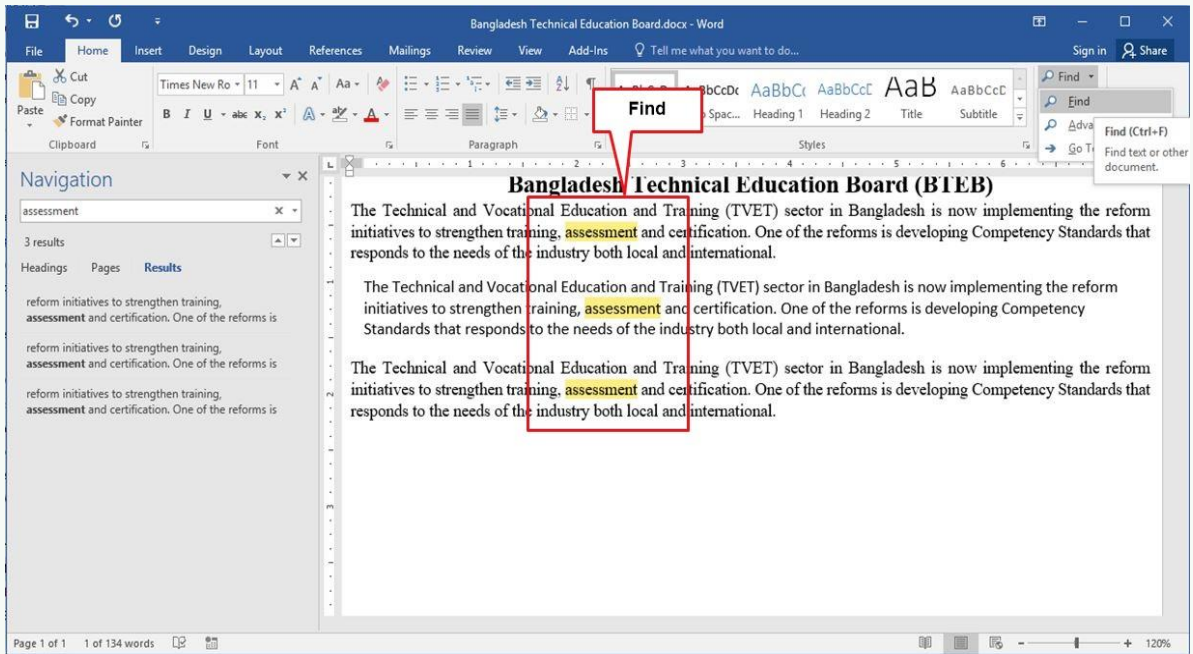 Bangladesh Technical Education Board.docx - Word
File Home Insert Design Layout References Mailings Review View Add-Ins Tell me what you want to do... Sign in Share
Paste
Cut
Copy
Format Painter
Clipboard
Times New Ro 11
Font
Paragraph
AaBbCc AaBbCcC AaB AaBbCcC
Spac... Heading 1 Heading 2 Title Subtitle
Styles
Find
Find
Adva
Go T
Find (Ctrl+F)
Find text or other
document.
Find
Navigation
assessment
3 results
Headings Pages Results
reform initiatives to strengthen training,
assessment and certification. One of the reforms is
reform initiatives to strengthen training,
assessment and certification. One of the reforms is
reform initiatives to strengthen training,
assessment and certification. One of the reforms is
Bangladesh Technical Education Board (BTEB)
The Technical and Vocational Education and Training (TVET) sector in Bangladesh is now implementing the reform
initiatives to strengthen training, assessment and certification. One of the reforms is developing Competency Standards that
responds to the needs of the industry both local and international.
The Technical and Vocational Education and Training (TVET) sector in Bangladesh is now implementing the reform
initiatives to strengthen training, assessment and certification. One of the reforms is developing Competency
Standards that responds to the needs of the industry both local and international.
The Technical and Vocational Education and Training (TVET) sector in Bangladesh is now implementing the reform
initiatives to strengthen training, assessment and certification. One of the reforms is developing Competency Standards that
responds to the needs of the industry both local and international.
Page 1 of 1 1 of 134 words 120%